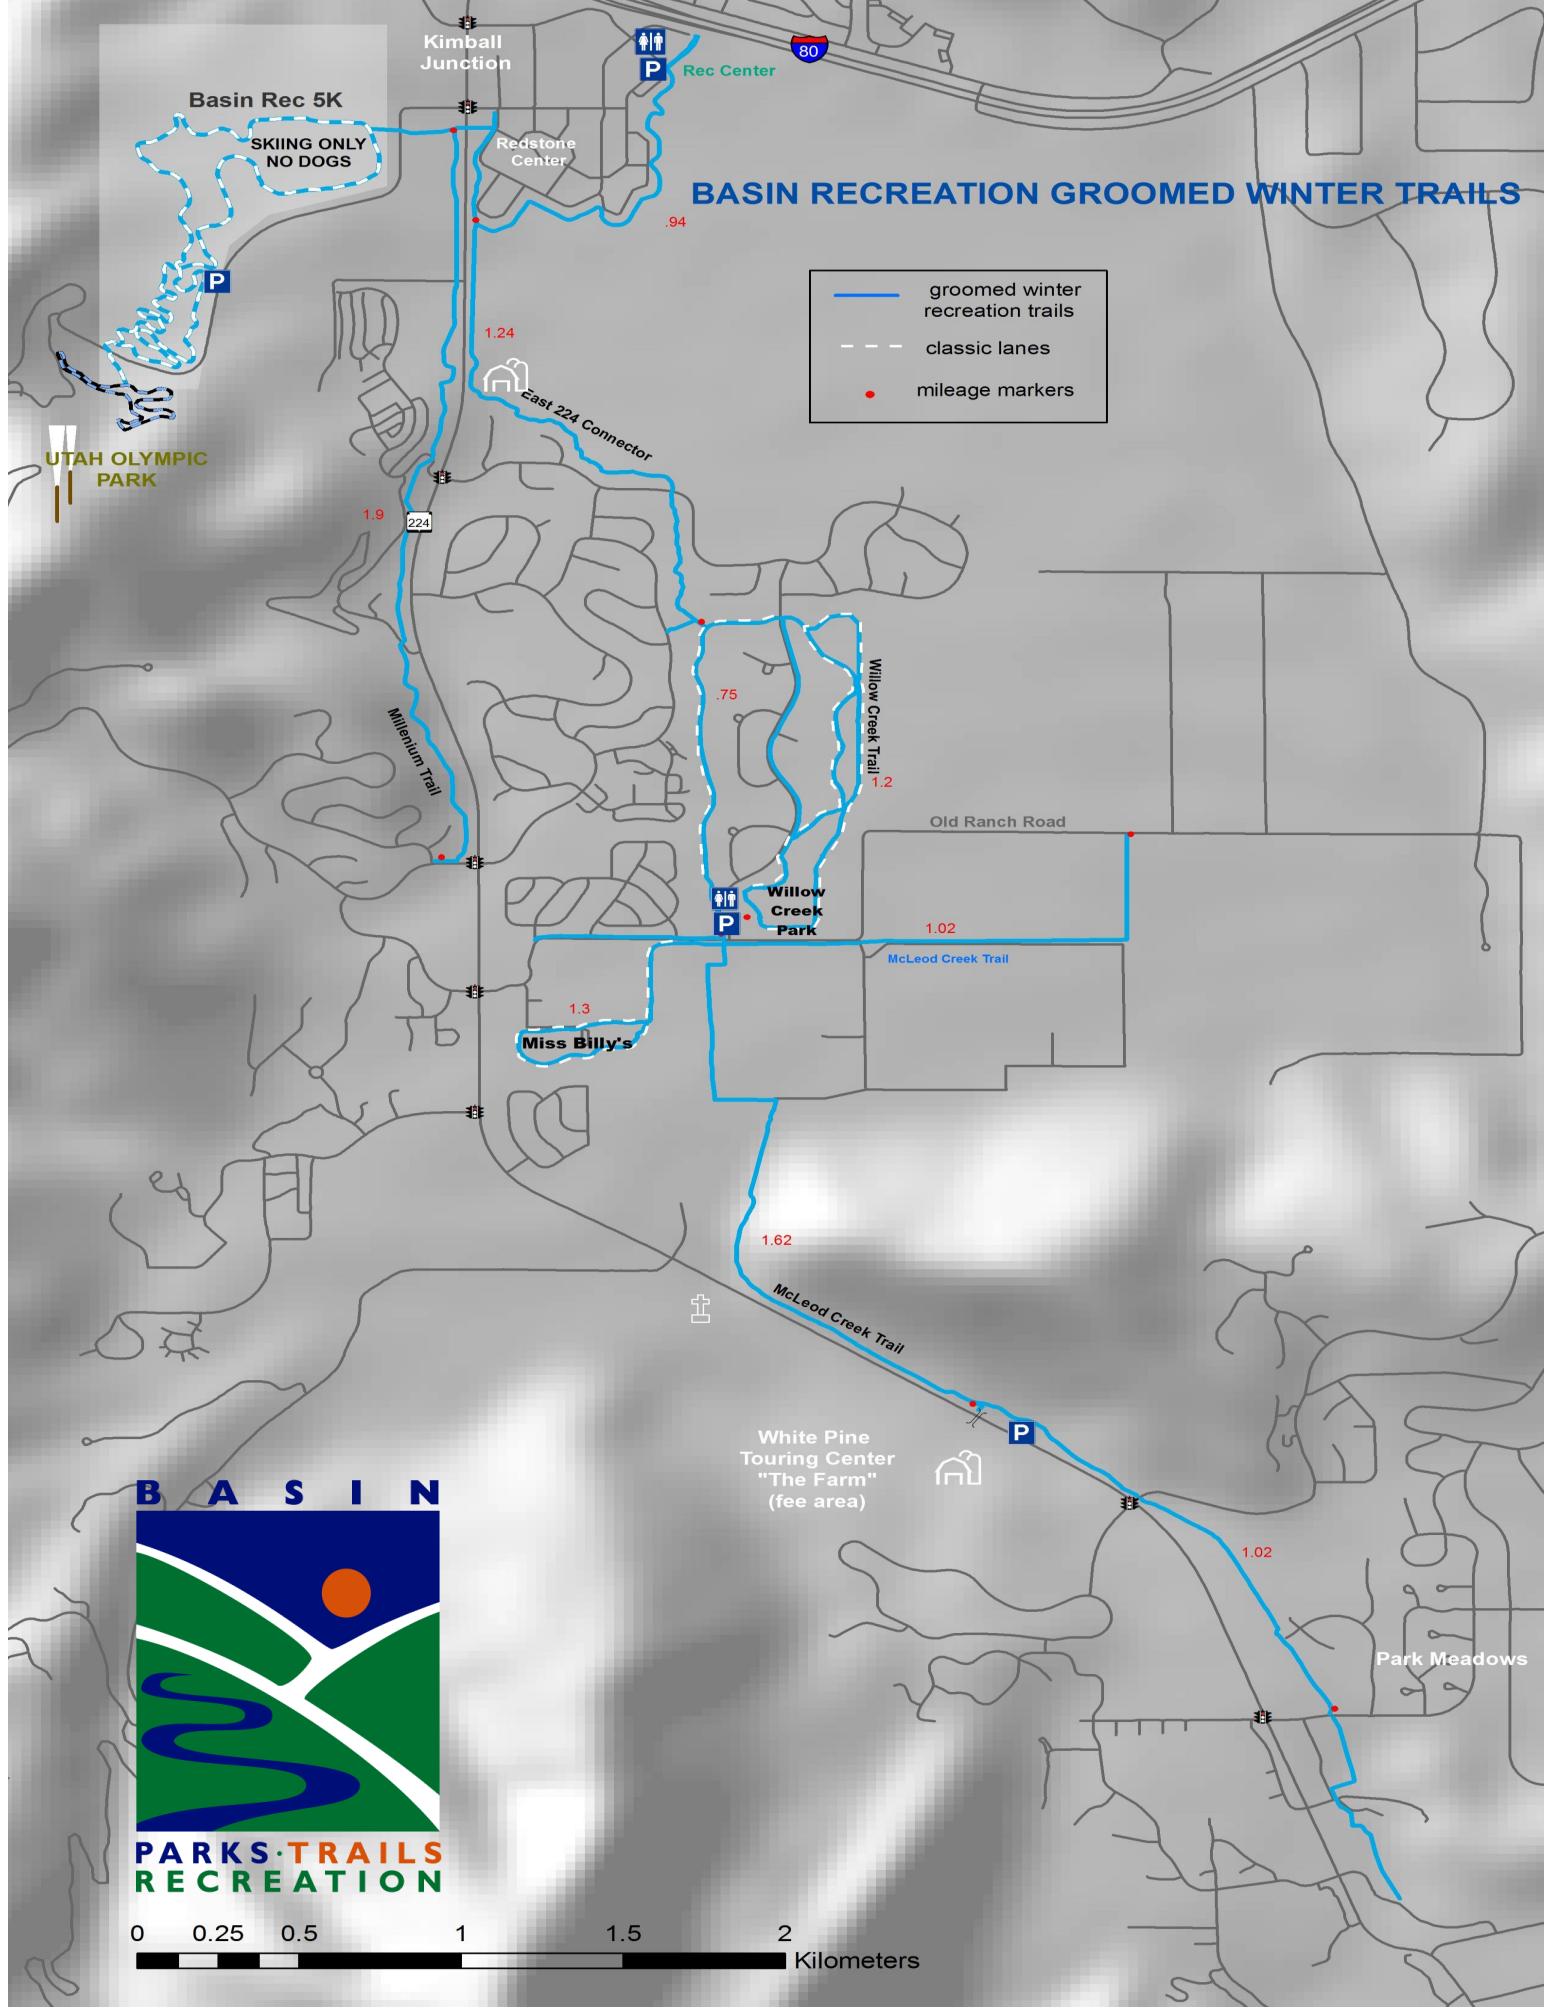 Kimball
Junction
80
P
Rec Center
Basin Rec 5K
SKIING ONLY
NO DOGS
Redstone
Center
BASIN RECREATION GROOMED WINTER TRAILS
.94
P
groomed winter
recreation trails
classic lanes
mileage markers
1.24
East 224 Connector
UTAH OLYMPIC
PARK
1.9
224
Willow Creek Trail
.75
Millenium Trail
1.2
Old Ranch Road
Willow
Creek
Park
P
1.02
McLeod Creek Trail
1.3
Miss Billy's
1.62
McLeod Creek Trail
P
White Pine
Touring Center
"The Farm"
(fee area)
1.02
Park Meadows
BASIN
PARKS·TRAILS
RECREATION
0 0.25 0.5 1 1.5 2
Kilometers